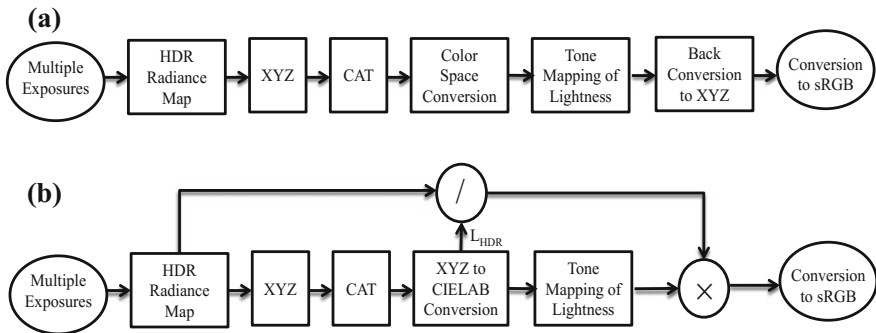 (a)
Multiple
Exposures
HDR
Radiance
Map
XYZ
CAT
Color
Space
Conversion
Tone
Mapping of
Lightness
Back
Conversion
to XYZ
Conversion
to sRGB
(b)
/
L_HDR
Multiple
Exposures
HDR
Radiance
Map
XYZ
CAT
XYZ to
CIELAB
Conversion
Tone
Mapping of
Lightness
×
Conversion
to sRGB